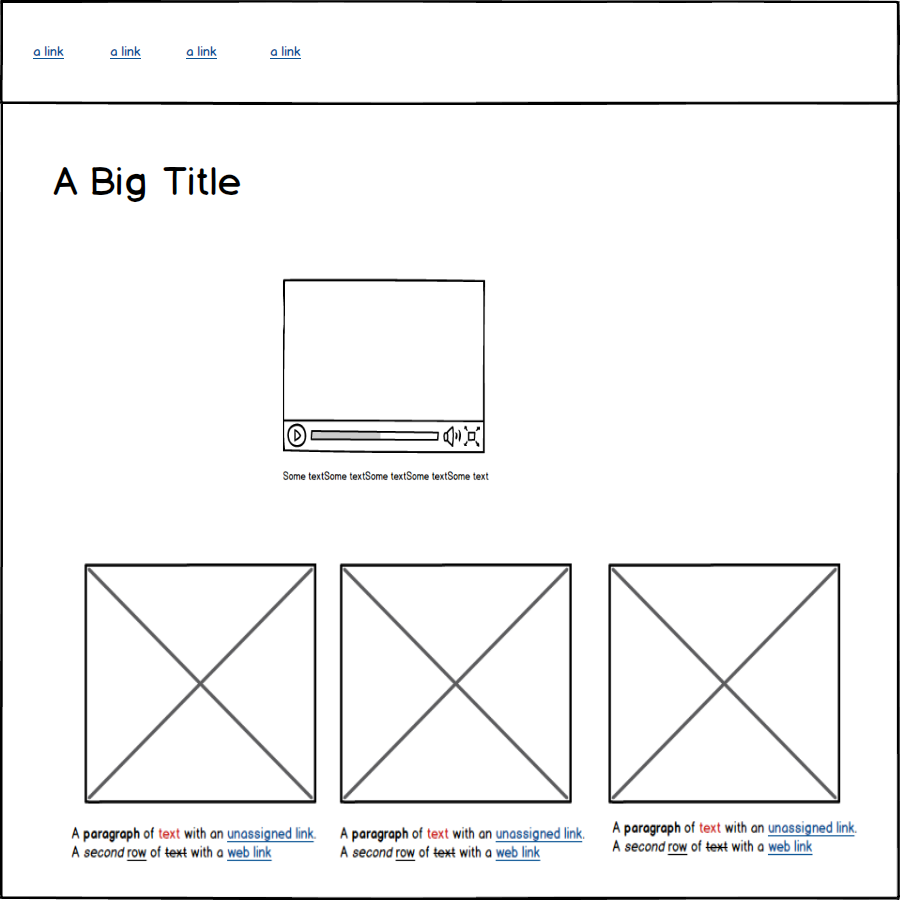 a link a link a link a link
A Big Title
Some textSome textSome textSome textSome text
A paragraph of text with an unassigned link.
A second row of text with a web link
A paragraph of text with an unassigned link.
A second row of text with a web link
A paragraph of text with an unassigned link.
A second row of text with a web link